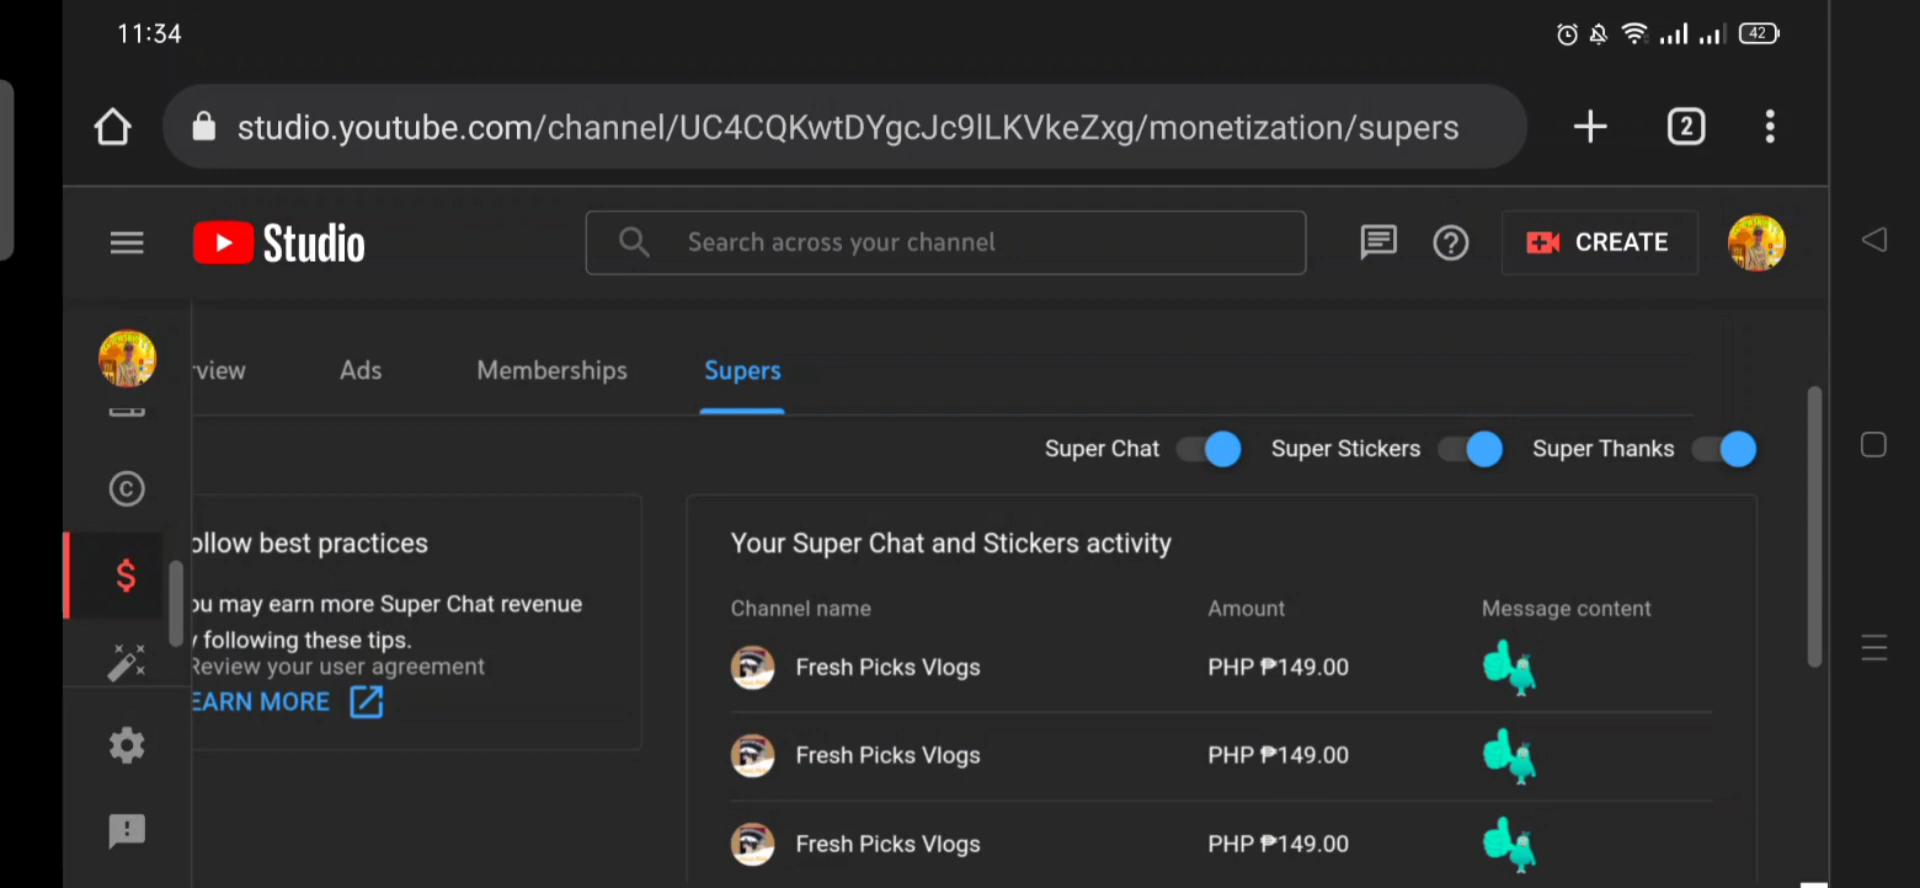 11:34
42
studio.youtube.com/channel/UC4CQKwtDYgcJc9lLKVkeZxg/monetization/supers
2
Studio
Search across your channel
CREATE
rview
Ads
Memberships
Supers
Super Chat
Super Stickers
Super Thanks
ollow best practices
ou may earn more Super Chat revenue
y following these tips.
Review your user agreement
EARN MORE
Your Super Chat and Stickers activity
Channel name
Amount
Message content
Fresh Picks Vlogs
PHP ₱149.00
Fresh Picks Vlogs
PHP ₱149.00
Fresh Picks Vlogs
PHP ₱149.00